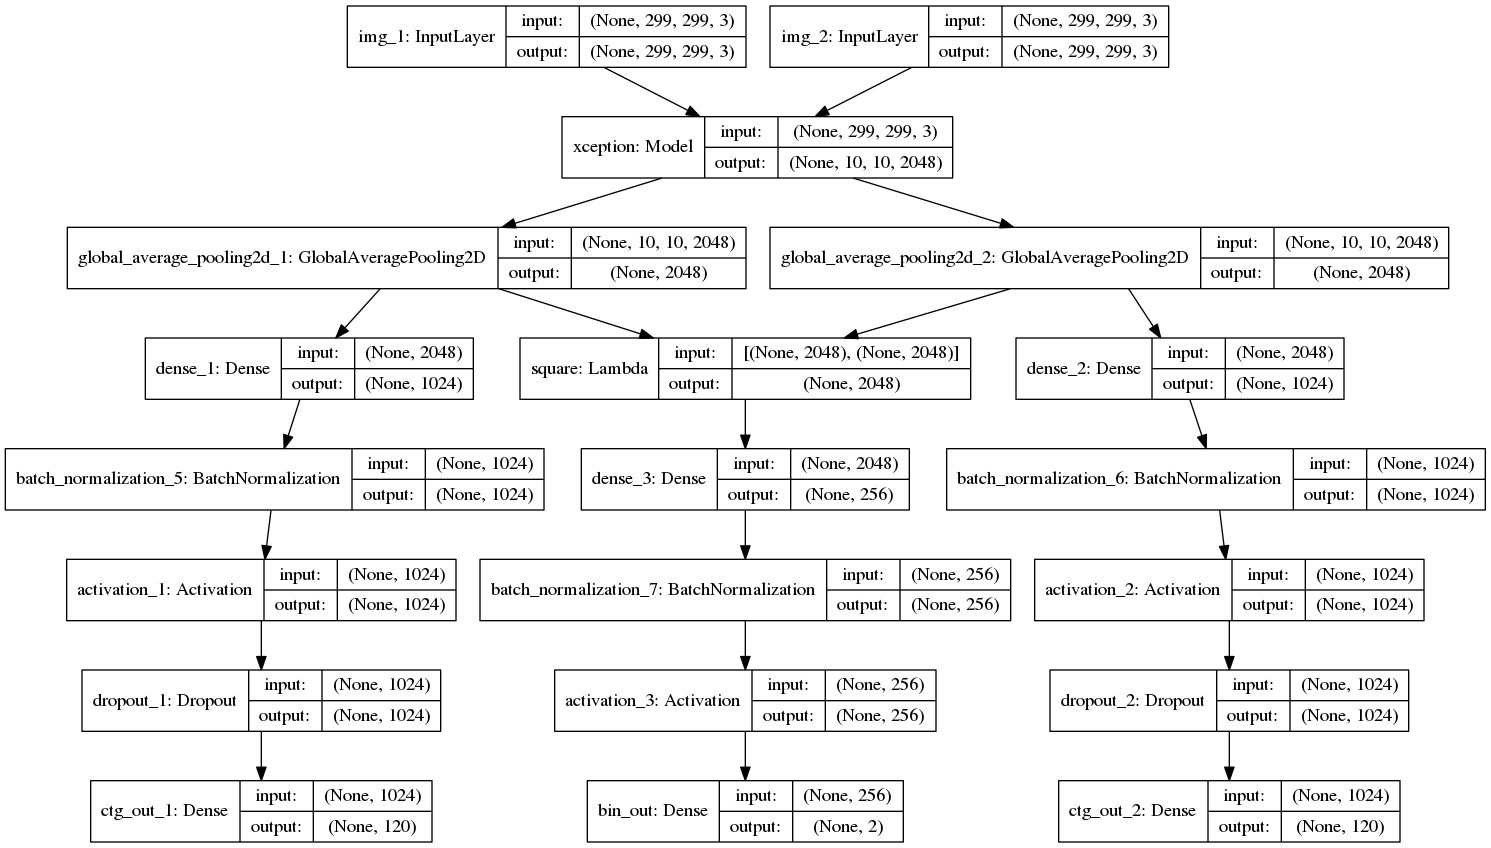 img_1: InputLayer
input: (None, 299, 299, 3)
output: (None, 299, 299, 3)
img_2: InputLayer
input: (None, 299, 299, 3)
output: (None, 299, 299, 3)
xception: Model
input: (None, 299, 299, 3)
output: (None, 10, 10, 2048)
global_average_pooling2d_1: GlobalAveragePooling2D
input: (None, 10, 10, 2048)
output: (None, 2048)
global_average_pooling2d_2: GlobalAveragePooling2D
input: (None, 10, 10, 2048)
output: (None, 2048)
dense_1: Dense
input: (None, 2048)
output: (None, 1024)
square: Lambda
input: [(None, 2048), (None, 2048)]
output: (None, 2048)
dense_2: Dense
input: (None, 2048)
output: (None, 1024)
batch_normalization_5: BatchNormalization
input: (None, 1024)
output: (None, 1024)
dense_3: Dense
input: (None, 2048)
output: (None, 256)
batch_normalization_6: BatchNormalization
input: (None, 1024)
output: (None, 1024)
activation_1: Activation
input: (None, 1024)
output: (None, 1024)
batch_normalization_7: BatchNormalization
input: (None, 256)
output: (None, 256)
activation_2: Activation
input: (None, 1024)
output: (None, 1024)
dropout_1: Dropout
input: (None, 1024)
output: (None, 1024)
activation_3: Activation
input: (None, 256)
output: (None, 256)
dropout_2: Dropout
input: (None, 1024)
output: (None, 1024)
ctg_out_1: Dense
input: (None, 1024)
output: (None, 120)
bin_out: Dense
input: (None, 256)
output: (None, 2)
ctg_out_2: Dense
input: (None, 1024)
output: (None, 120)